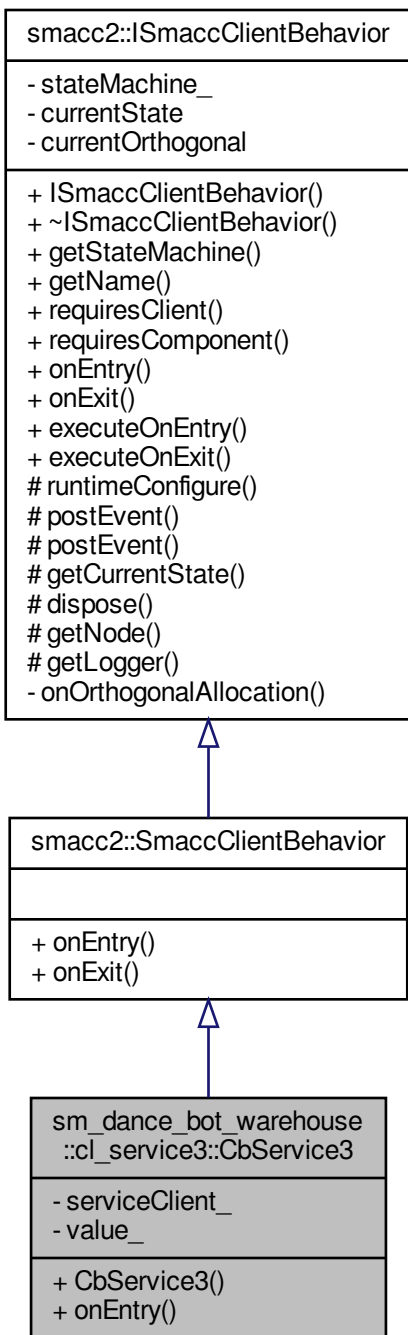 smacc2::ISmaccClientBehavior
- stateMachine_
- currentState
- currentOrthogonal
+ ISmaccClientBehavior()
+ ~ISmaccClientBehavior()
+ getStateMachine()
+ getName()
+ requiresClient()
+ requiresComponent()
+ onEntry()
+ onExit()
+ executeOnEntry()
+ executeOnExit()
# runtimeConfigure()
# postEvent()
# postEvent()
# getCurrentState()
# dispose()
# getNode()
# getLogger()
- onOrthogonalAllocation()
smacc2::SmaccClientBehavior
+ onEntry()
+ onExit()
sm_dance_bot_warehouse
::cl_service3::CbService3
- serviceClient_
- value_
+ CbService3()
+ onEntry()